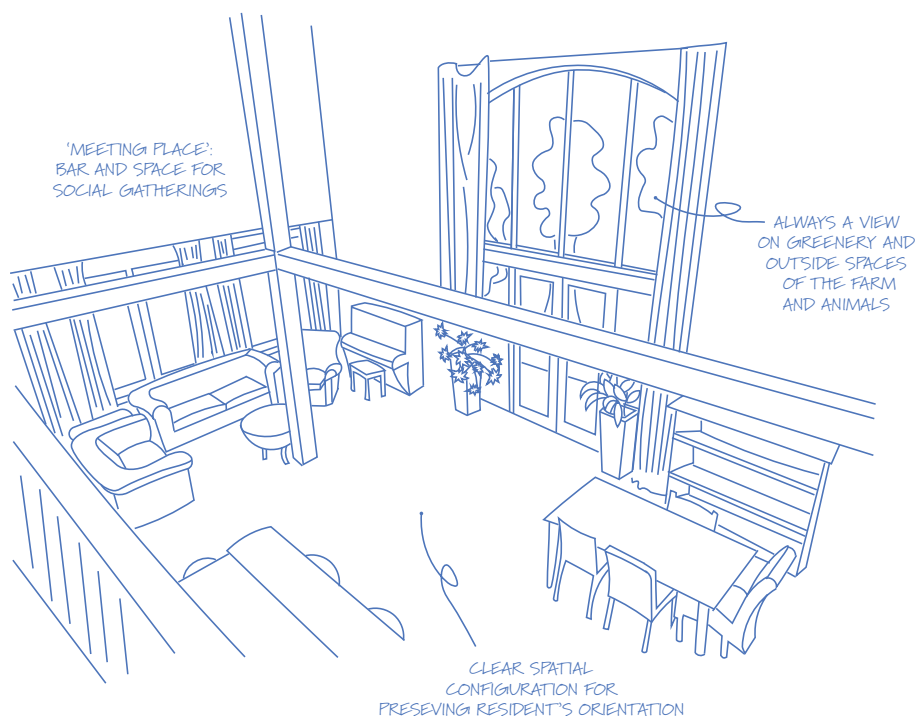 'MEETING PLACE':
BAR AND SPACE FOR
SOCIAL GATHERINGS
ALWAYS A VIEW
ON GREENERY AND
OUTSIDE SPACES
OF THE FARM
AND ANIMALS
CLEAR SPATIAL
CONFIGURATION FOR
PRESEVING RESIDENT'S ORIENTATION